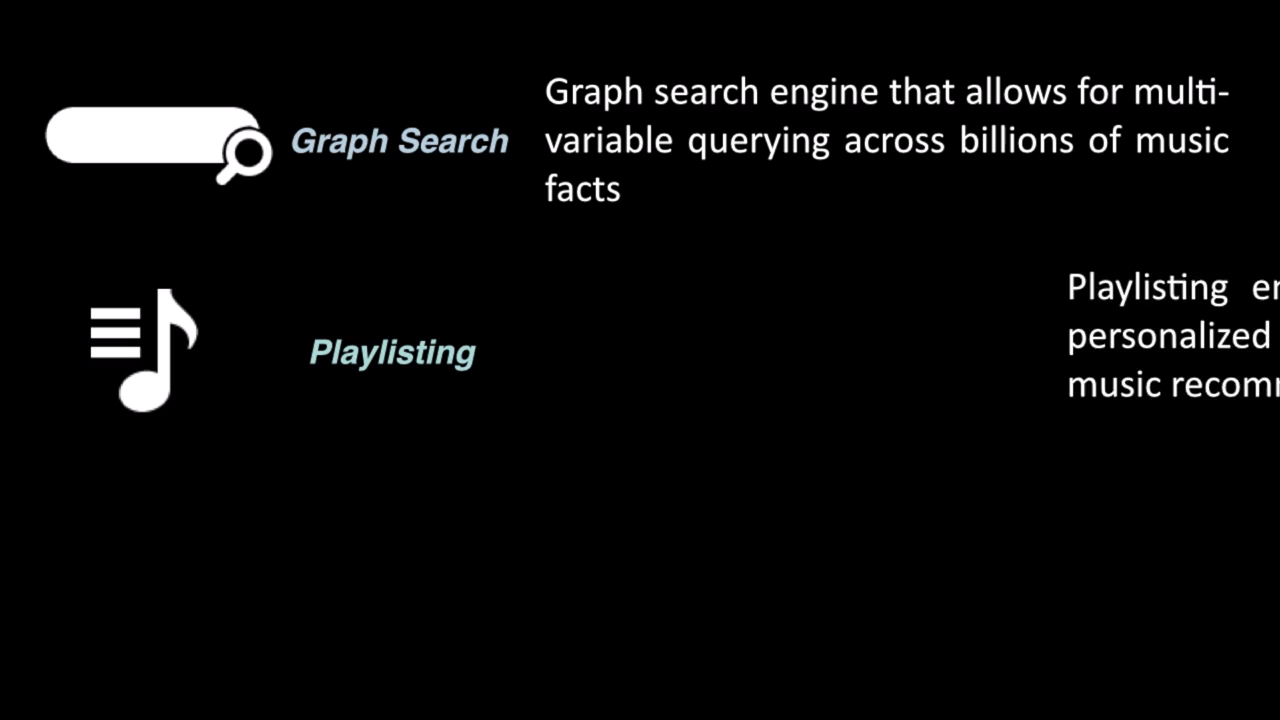 Graph Search
Graph search engine that allows for multi-
variable querying across billions of music
facts
Playlisting
Playlisting
personalized
music